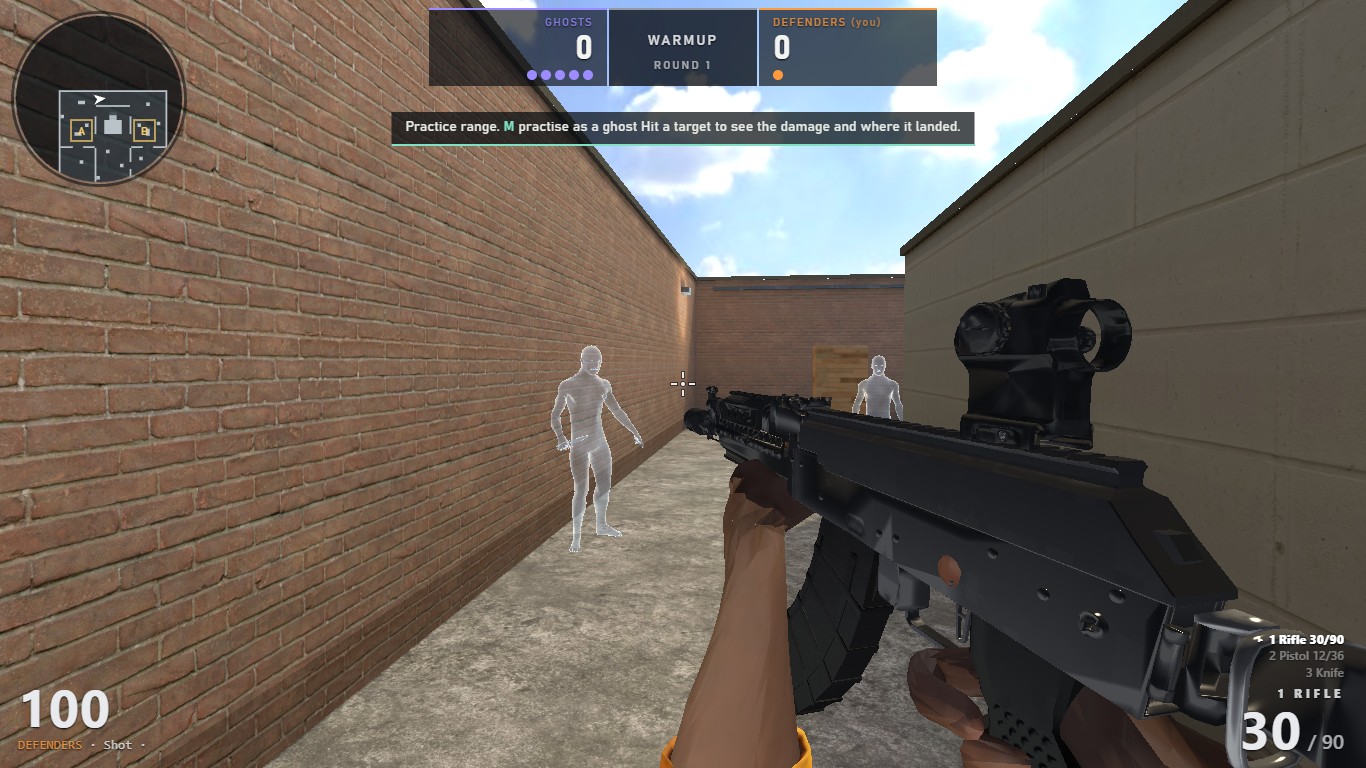 GHOSTS
0
WARMUP
ROUND 1
DEFENDERS (you)
0
A
B
Practice range. M practise as a ghost Hit a target to see the damage and where it landed.
1 Rifle 30/90
2 Pistol 12/36
3 Knife
1 RIFLE
30 / 90
100
DEFENDERS · Shot ·